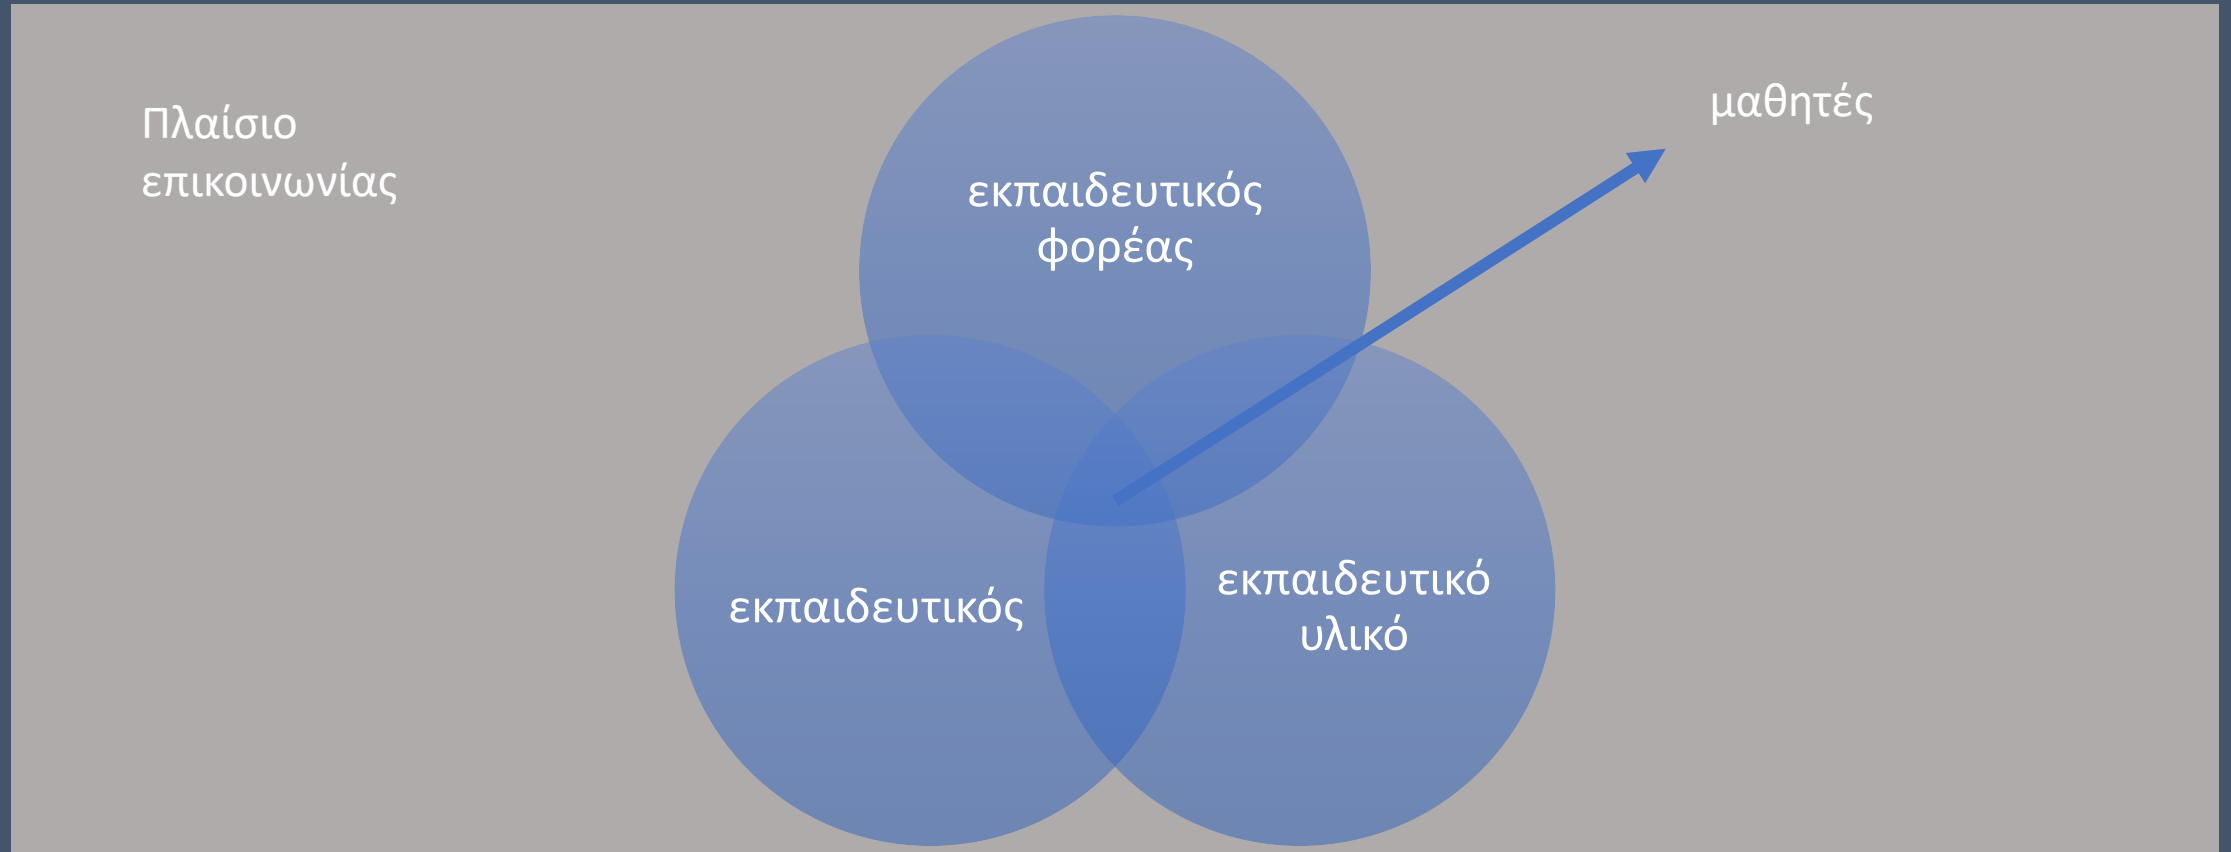 Πλαίσιο
επικοινωνίας
μαθητές
εκπαιδευτικός
φορέας
εκπαιδευτικός
εκπαιδευτικό
υλικό